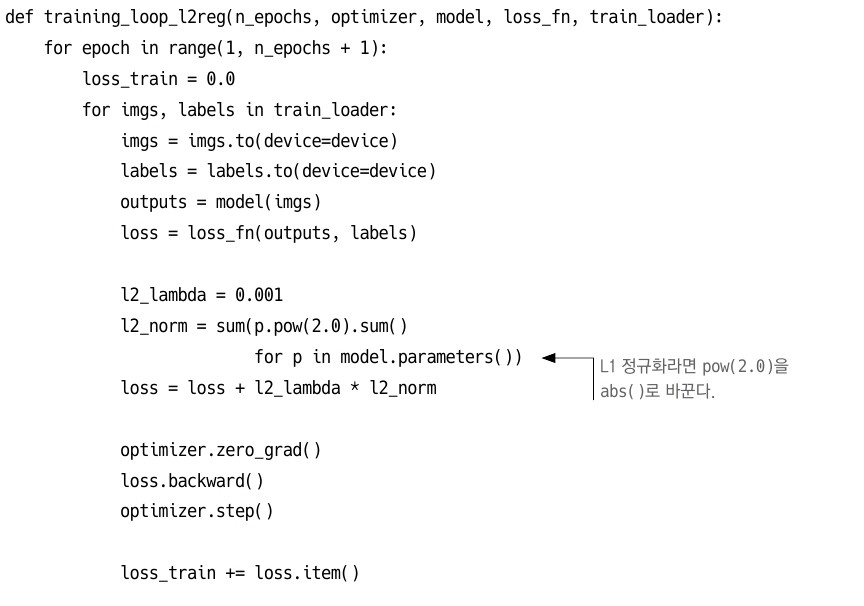 def training_loop_l2reg(n_epochs, optimizer, model, loss_fn, train_loader):
    for epoch in range(1, n_epochs + 1):
        loss_train = 0.0
        for imgs, labels in train_loader:
            imgs = imgs.to(device=device)
            labels = labels.to(device=device)
            outputs = model(imgs)
            loss = loss_fn(outputs, labels)

            l2_lambda = 0.001
            l2_norm = sum(p.pow(2.0).sum()
                          for p in model.parameters())
L1 정규화라면 pow(2.0)을
abs()로 바꾼다.
            loss = loss + l2_lambda * l2_norm

            optimizer.zero_grad()
            loss.backward()
            optimizer.step()

            loss_train += loss.item()